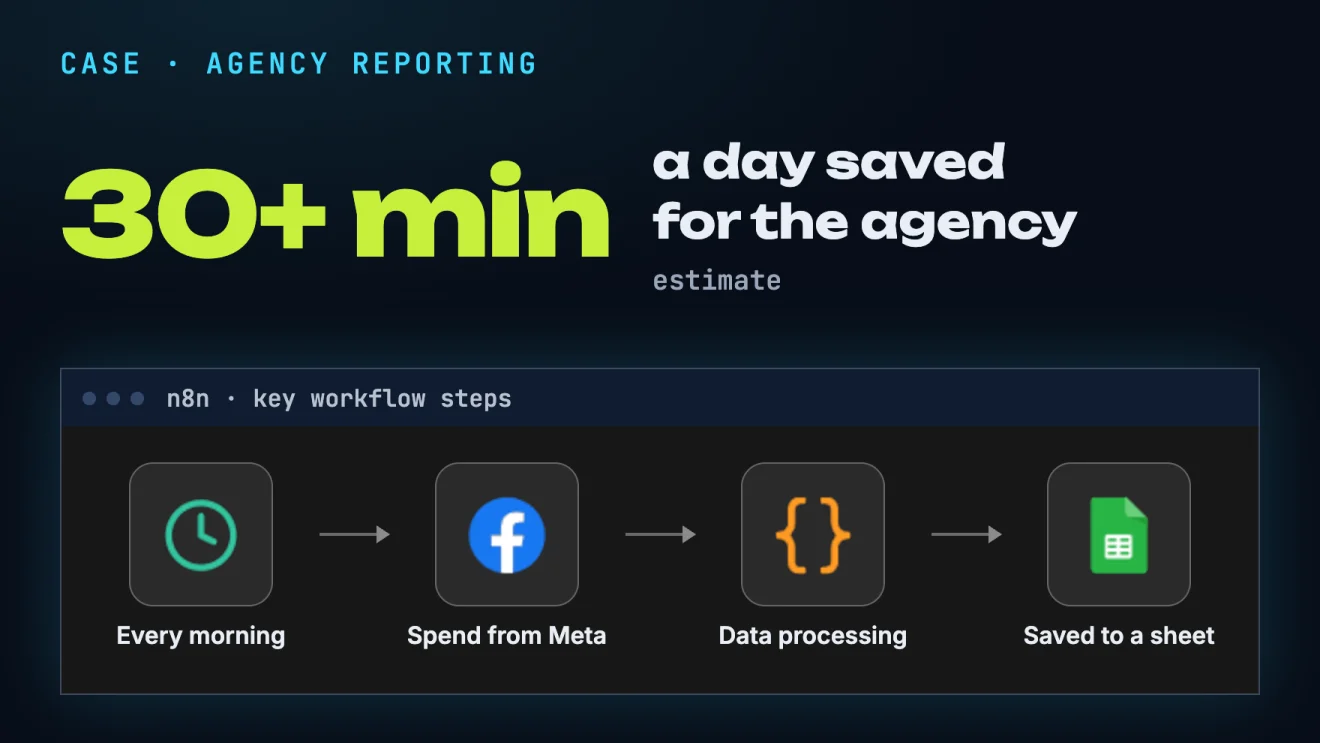 CASE · AGENCY REPORTING
30+ min
a day saved
for the agency
estimate
n8n · key workflow steps
Every morning
Spend from Meta
Data processing
Saved to a sheet